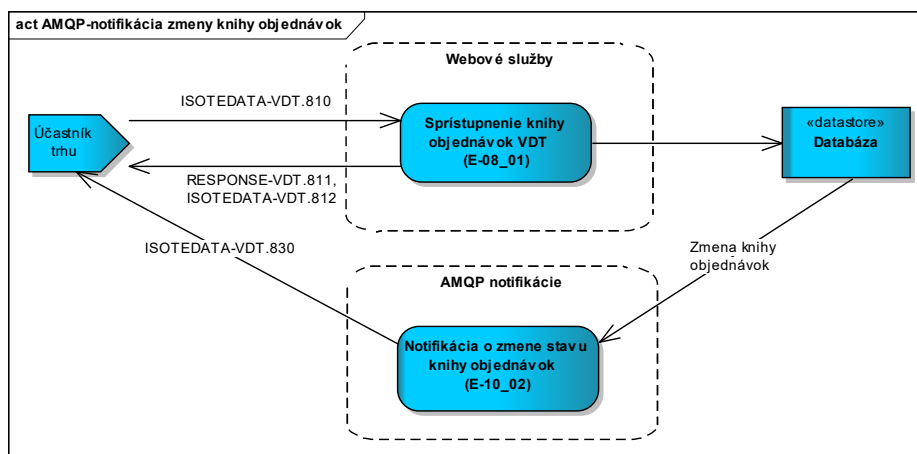 act AMQP-notifikácia zmeny knihy objednávok
Webové služby
ISOTEDATA-VDT.810
Účastník
trhu
Sprístupnenie knihy
objednávok VDT
(E-08_01)
«datastore»
Databáza
RESPONSE-VDT.811,
ISOTEDATA-VDT.812
ISOTEDATA-VDT.830
Zmena knihy
objednávok
AMQP notifikácie
Notifikácia o zmene stavu
knihy objednávok
(E-10_02)